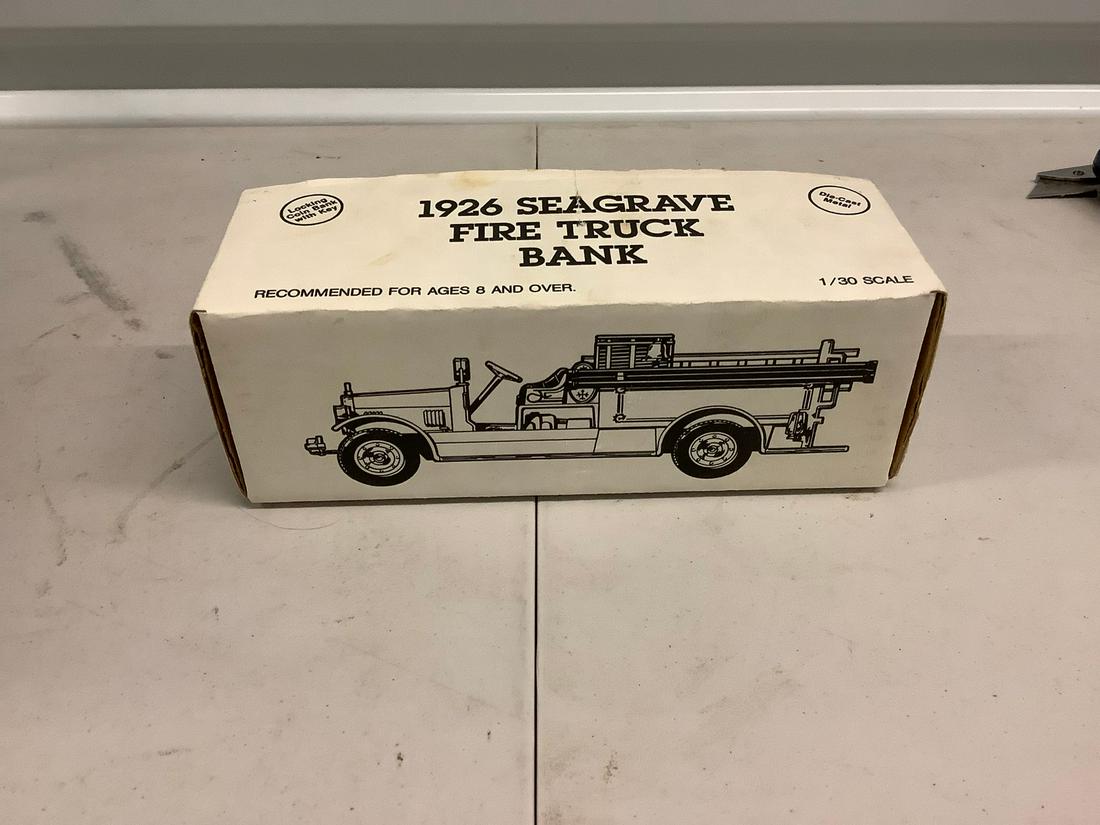 Locking
Coin Bank
with Key
1926 SEAGRAVE
FIRE TRUCK
BANK
Die-Cast
Metal
RECOMMENDED FOR AGES 8 AND OVER.
1/30 SCALE